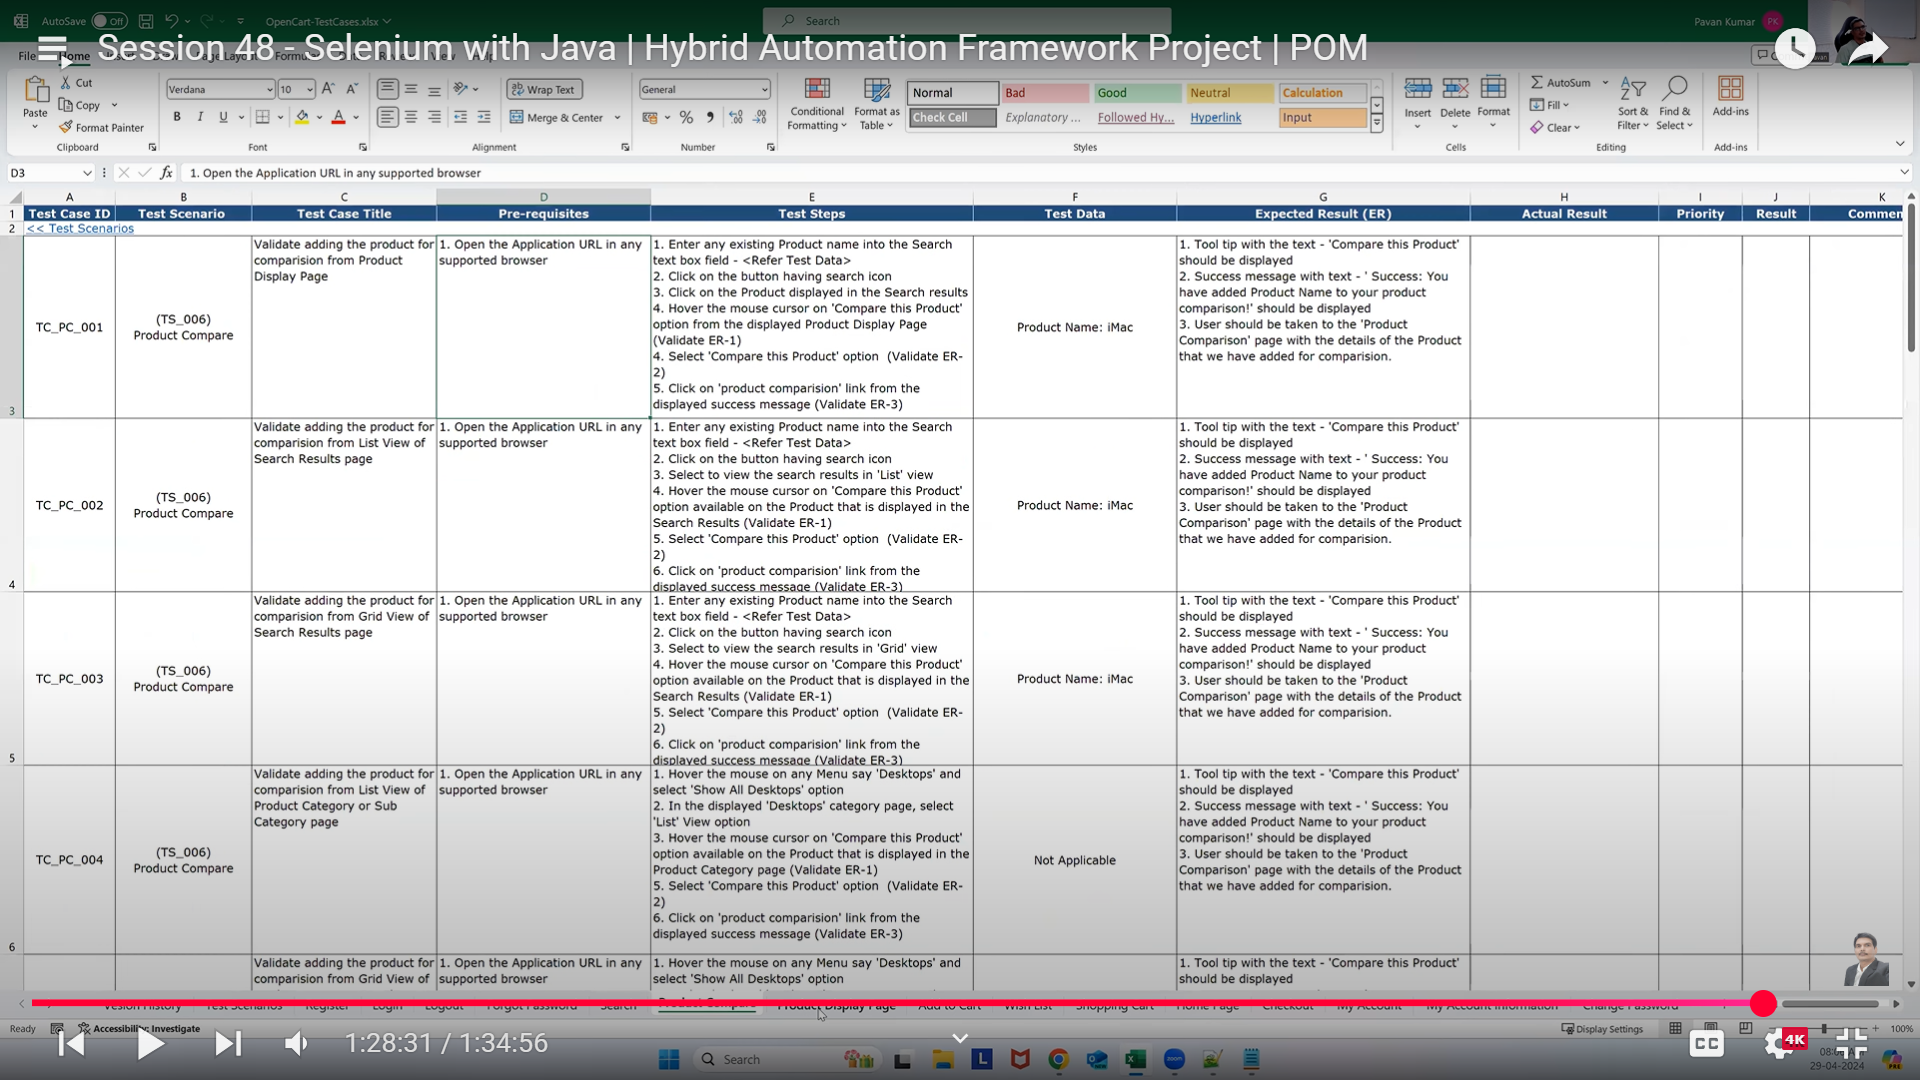 AutoSave Off OpenCart-TestCases.xlsx Search Pavan Kumar PK
Session 48 - Selenium with Java | Hybrid Automation Framework Project | POM
File Home
Paste Cut Copy Format Painter Clipboard
Verdana 10 B I U Font
Wrap Text Merge & Center Alignment
General % Number
Conditional Formatting Format as Table
Normal Bad Good Neutral Calculation
Check Cell Explanatory ... Followed Hy... Hyperlink Input
Styles
Insert Delete Format Cells
AutoSum Fill Clear Sort & Filter Find & Select Editing
Add-ins Add-ins
D3 fx 1. Open the Application URL in any supported browser
A B C D E F G H I J K
1 Test Case ID Test Scenario Test Case Title Pre-requisites Test Steps Test Data Expected Result (ER) Actual Result Priority Result Commen
2 << Test Scenarios
3
TC_PC_001
(TS_006)
Product Compare
Validate adding the product for
comparision from Product
Display Page
1. Open the Application URL in any
supported browser
1. Enter any existing Product name into the Search
text box field - <Refer Test Data>
2. Click on the button having search icon
3. Click on the Product displayed in the Search results
4. Hover the mouse cursor on 'Compare this Product'
option from the displayed Product Display Page
(Validate ER-1)
4. Select 'Compare this Product' option (Validate ER-
2)
5. Click on 'product comparision' link from the
displayed success message (Validate ER-3)
Product Name: iMac
1. Tool tip with the text - 'Compare this Product'
should be displayed
2. Success message with text - ' Success: You
have added Product Name to your product
comparison!' should be displayed
3. User should be taken to the 'Product
Comparison' page with the details of the Product
that we have added for comparision.
4
TC_PC_002
(TS_006)
Product Compare
Validate adding the product for
comparision from List View of
Search Results page
1. Open the Application URL in any
supported browser
1. Enter any existing Product name into the Search
text box field - <Refer Test Data>
2. Click on the button having search icon
3. Select to view the search results in 'List' view
4. Hover the mouse cursor on 'Compare this Product'
option available on the Product that is displayed in the
Search Results (Validate ER-1)
5. Select 'Compare this Product' option (Validate ER-
2)
6. Click on 'product comparision' link from the
displayed success message (Validate ER-3)
Product Name: iMac
1. Tool tip with the text - 'Compare this Product'
should be displayed
2. Success message with text - ' Success: You
have added Product Name to your product
comparison!' should be displayed
3. User should be taken to the 'Product
Comparison' page with the details of the Product
that we have added for comparision.
5
TC_PC_003
(TS_006)
Product Compare
Validate adding the product for
comparision from Grid View of
Search Results page
1. Open the Application URL in any
supported browser
1. Enter any existing Product name into the Search
text box field - <Refer Test Data>
2. Click on the button having search icon
3. Select to view the search results in 'Grid' view
4. Hover the mouse cursor on 'Compare this Product'
option available on the Product that is displayed in the
Search Results (Validate ER-1)
5. Select 'Compare this Product' option (Validate ER-
2)
6. Click on 'product comparision' link from the
displayed success message (Validate ER-3)
Product Name: iMac
1. Tool tip with the text - 'Compare this Product'
should be displayed
2. Success message with text - ' Success: You
have added Product Name to your product
comparison!' should be displayed
3. User should be taken to the 'Product
Comparison' page with the details of the Product
that we have added for comparision.
6
TC_PC_004
(TS_006)
Product Compare
Validate adding the product for
comparision from List View of
Product Category or Sub
Category page
1. Open the Application URL in any
supported browser
1. Hover the mouse on any Menu say 'Desktops' and
select 'Show All Desktops' option
2. In the displayed 'Desktops' category page, select
'List' View option
3. Hover the mouse cursor on 'Compare this Product'
option available on the Product that is displayed in the
Product Category page (Validate ER-1)
5. Select 'Compare this Product' option (Validate ER-
2)
6. Click on 'product comparision' link from the
displayed success message (Validate ER-3)
Not Applicable
1. Tool tip with the text - 'Compare this Product'
should be displayed
2. Success message with text - ' Success: You
have added Product Name to your product
comparison!' should be displayed
3. User should be taken to the 'Product
Comparison' page with the details of the Product
that we have added for comparision.
Validate adding the product for
comparision from Grid View of
1. Open the Application URL in any
supported browser
1. Hover the mouse on any Menu say 'Desktops' and
select 'Show All Desktops' option
1. Tool tip with the text - 'Compare this Product'
should be displayed
Vesion History Test Scenarios Register Login Logout Forgot Password Search Product Compare Product Display Page Add to Cart Wish List Shopping Cart Home Page Checkout My Account My Account Information Change Password
Ready Accessibility: Investigate Display Settings 100%
1:28:31 / 1:34:56 CC 4K
Search
29-04-2024